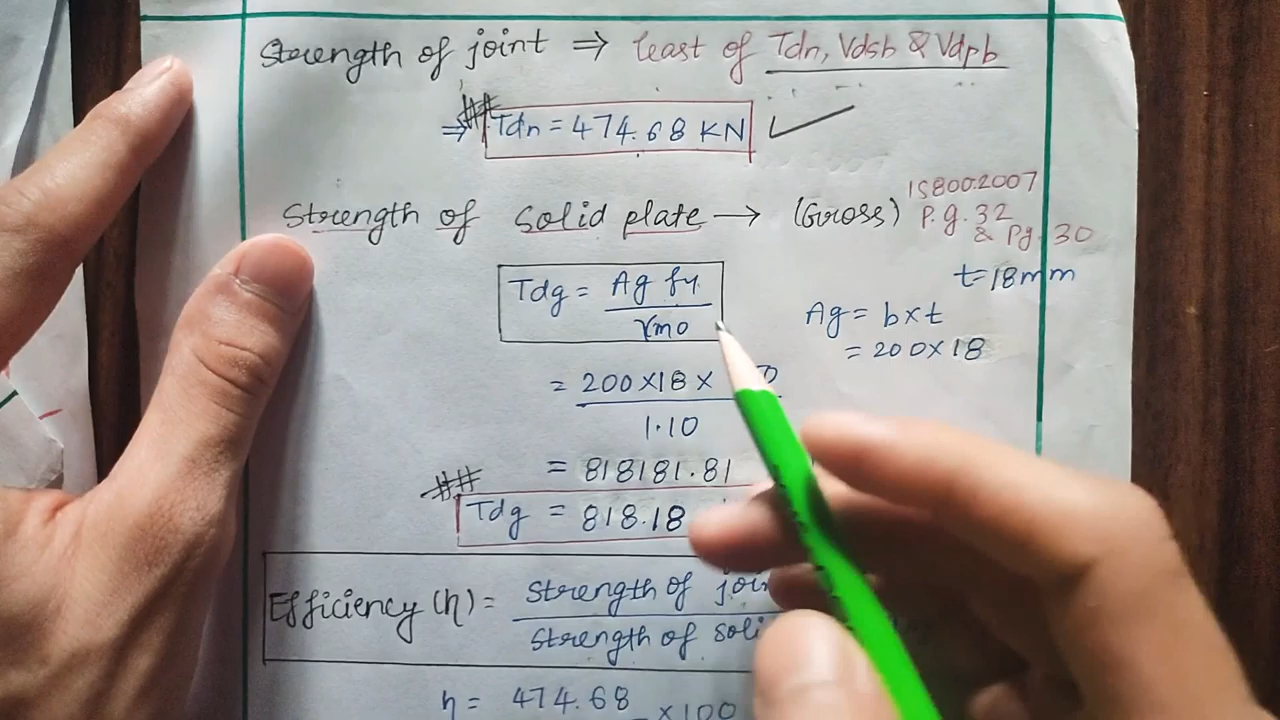 Strength of joint ⇒ least of Tdn, Vdsb & Vdpb
⇒ Tdn = 474.68 KN
Strength of Solid plate → (Gross) IS800:2007
P.g. 32
& Pg. 30
t=18mm
Tdg = Ag fy / γmo
Ag = b×t
= 200×18
= 200×18×
1.10
= 818181.81
Tdg = 818.18
Efficiency (η) = Strength of
Strength of
η = 474.68 ×100